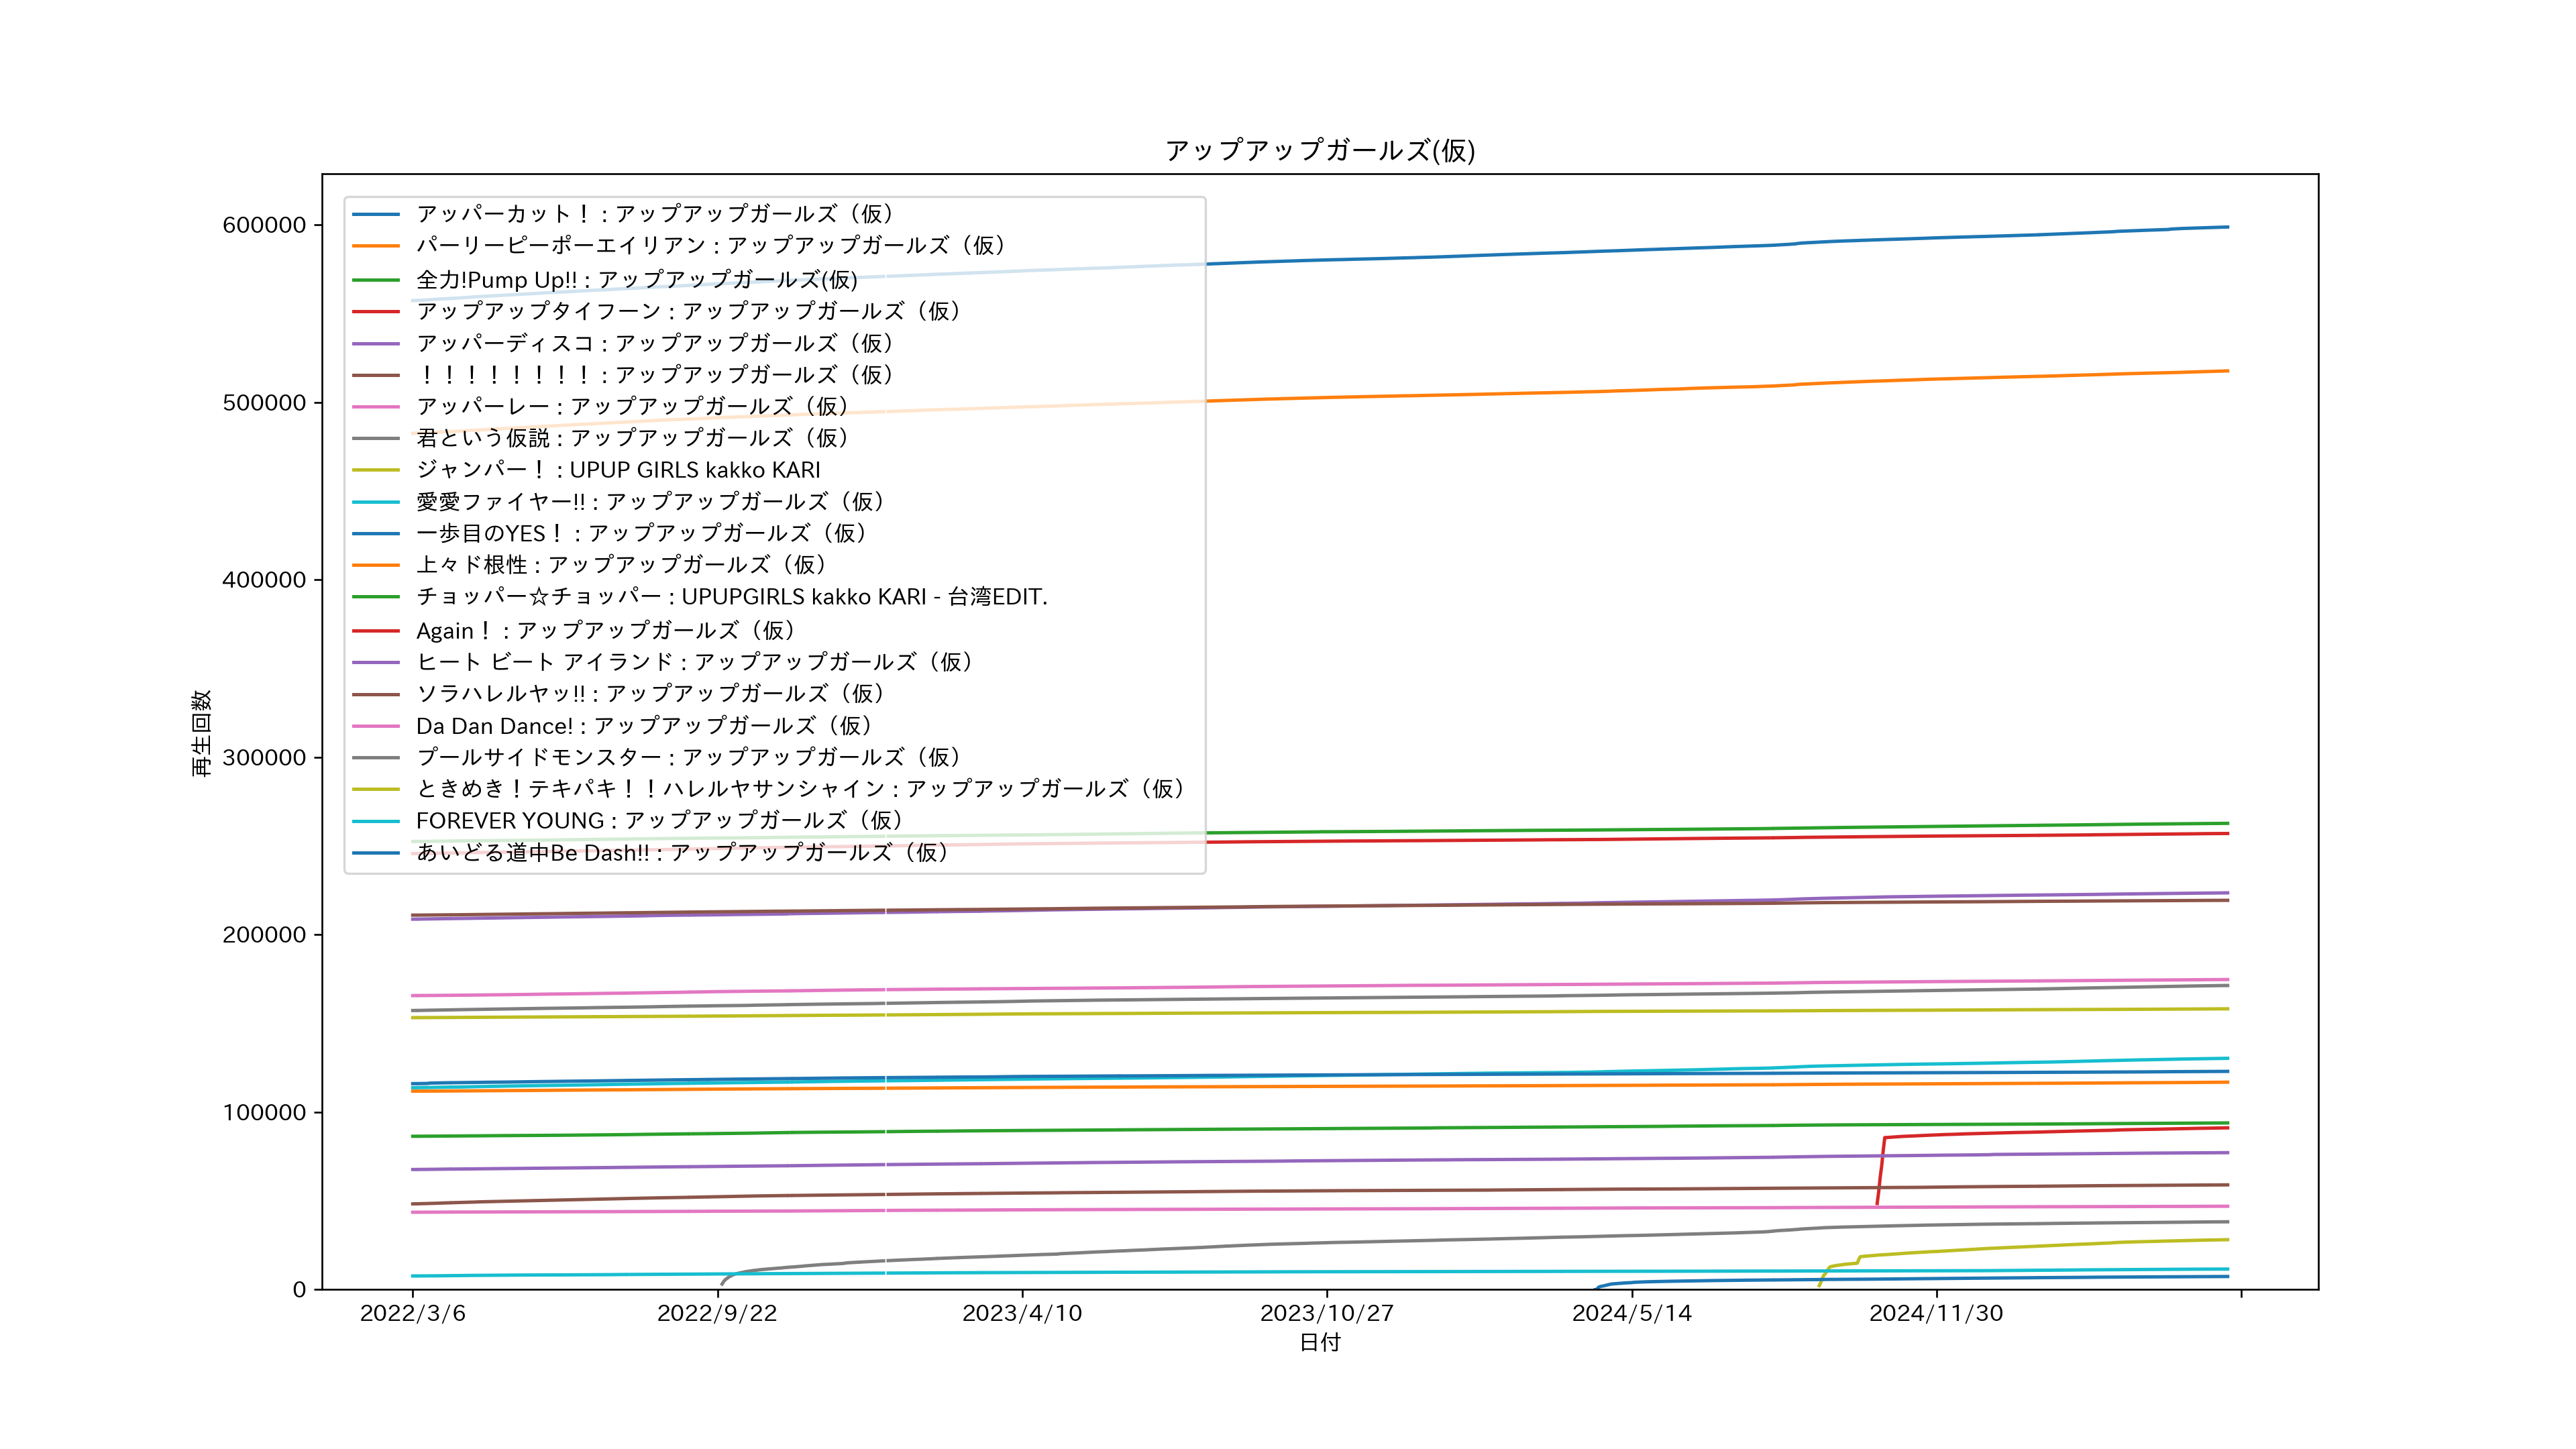 アップアップガールズ(仮)
アッパーカット！ : アップアップガールズ（仮）
パーリーピーポーエイリアン : アップアップガールズ（仮）
全力!Pump Up!! : アップアップガールズ(仮)
アップアップタイフーン : アップアップガールズ（仮）
アッパーディスコ : アップアップガールズ（仮）
！！！！！！！！ : アップアップガールズ（仮）
アッパーレー : アップアップガールズ（仮）
君という仮説 : アップアップガールズ（仮）
ジャンパー！ : UPUP GIRLS kakko KARI
愛愛ファイヤー!! : アップアップガールズ（仮）
一歩目のYES！ : アップアップガールズ（仮）
上々ド根性 : アップアップガールズ（仮）
チョッパー☆チョッパー : UPUPGIRLS kakko KARI - 台湾EDIT.
Again！ : アップアップガールズ（仮）
ヒート ビート アイランド : アップアップガールズ（仮）
ソラハレルヤッ!! : アップアップガールズ（仮）
Da Dan Dance! : アップアップガールズ（仮）
プールサイドモンスター : アップアップガールズ（仮）
ときめき！テキパキ！！ハレルヤサンシャイン : アップアップガールズ（仮）
FOREVER YOUNG : アップアップガールズ（仮）
あいどる道中Be Dash!! : アップアップガールズ（仮）
再生回数
600000
500000
400000
300000
200000
100000
0
2022/3/6
2022/9/22
2023/4/10
2023/10/27
2024/5/14
2024/11/30
日付